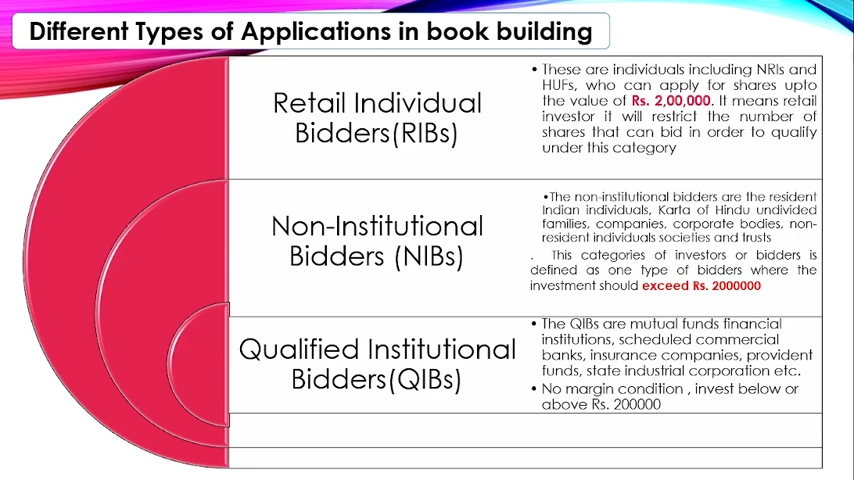 Different Types of Applications in book building
Retail Individual
Bidders(RIBs)
• These are individuals including NRIs and
HUFs, who can apply for shares upto
the value of Rs. 2,00,000. It means retail
investor it will restrict the number of
shares that can bid in order to qualify
under this category
Non-Institutional
Bidders (NIBs)
•The non-institutional bidders are the resident
Indian individuals, Karta of Hindu undivided
families, companies, corporate bodies, non-
resident individuals societies and trusts
. This categories of investors or bidders is
defined as one type of bidders where the
investment should exceed Rs. 2000000
Qualified Institutional
Bidders(QIBs)
• The QIBs are mutual funds financial
institutions, scheduled commercial
banks, insurance companies, provident
funds, state industrial corporation etc.
• No margin condition , invest below or
above Rs. 200000